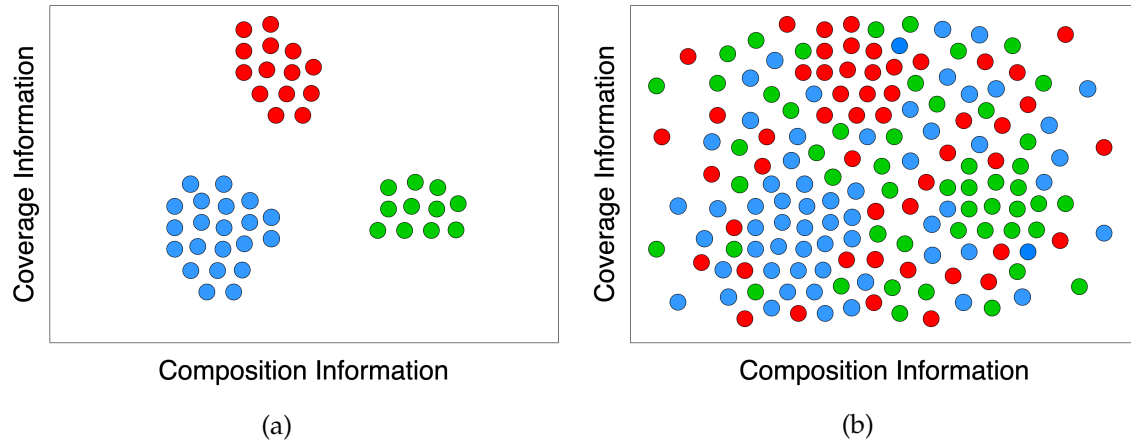 Coverage Information
Composition Information
(a)
Coverage Information
Composition Information
(b)